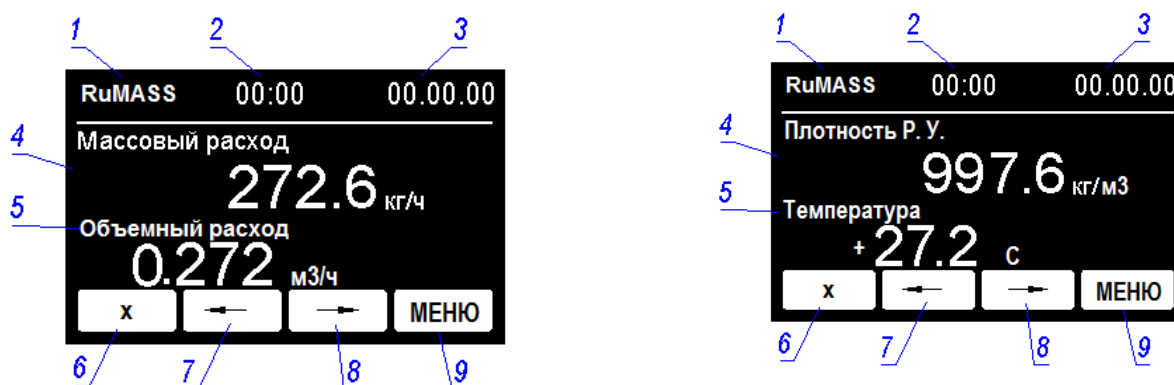 1 2 3
RuMASS 00:00 00.00.00
4
Массовый расход
272.6 кг/ч
5
Объемный расход
0.272 м3/ч
x ← → МЕНЮ
6 7 8 9
1 2 3
RuMASS 00:00 00.00.00
4
Плотность Р. У.
997.6 кг/м3
5
Температура
+ 27.2 С
x ← → МЕНЮ
6 7 8 9